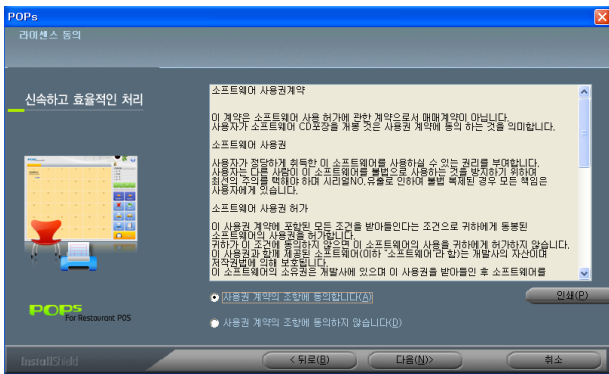 POPs
라이센스 동의
신속하고 효율적인 처리
소프트웨어 사용권계약
이 계약은 소프트웨어 사용 허가에 관한 계약으로서 매매계약이 아닙니다.
사용자가 소프트웨어 CD포장을 개봉 것은 사용권 계약에 동의 하는 것을 의미합니다.
소프트웨어 사용권
사용자가 정당하게 취득한 이 소프트웨어를 사용하실 수 있는 권리를 부여합니다.
사용자는 다른 사람이 이 소프트웨어를 불법으로 사용하는 것을 방지하기 위하여
최선의 주의를 택해야 하며 시리얼NO.유출로 인하여 불법 복제된 경우 모든 책임은
사용자에게 있습니다.
소프트웨어 사용권 허가
이 사용권 계약에 포함된 모든 조건을 받아들인다는 조건으로 귀하에게 동봉된
소프트웨어의 사용권을 허가합니다.
귀하가 이 조건에 동의하지 않으면 이 소프트웨어의 사용을 귀하에게 허가하지 않습니다.
이 사용권과 함께 제공된 소프트웨어(이하 "소프트웨어"라 함)는 개발사의 자산이며
저작권법에 의해 보호됩니다.
이 소프트웨어의 소유권은 개발사에 있으며 이 사용권을 받아들인 후 소프트웨어를
사용권 계약의 조항에 동의합니다(A)
인쇄(P)
POPs
For Restaurant POS
사용권 계약의 조항에 동의하지 않습니다(D)
InstallShield
< 뒤로(B)
다음(N)>
취소